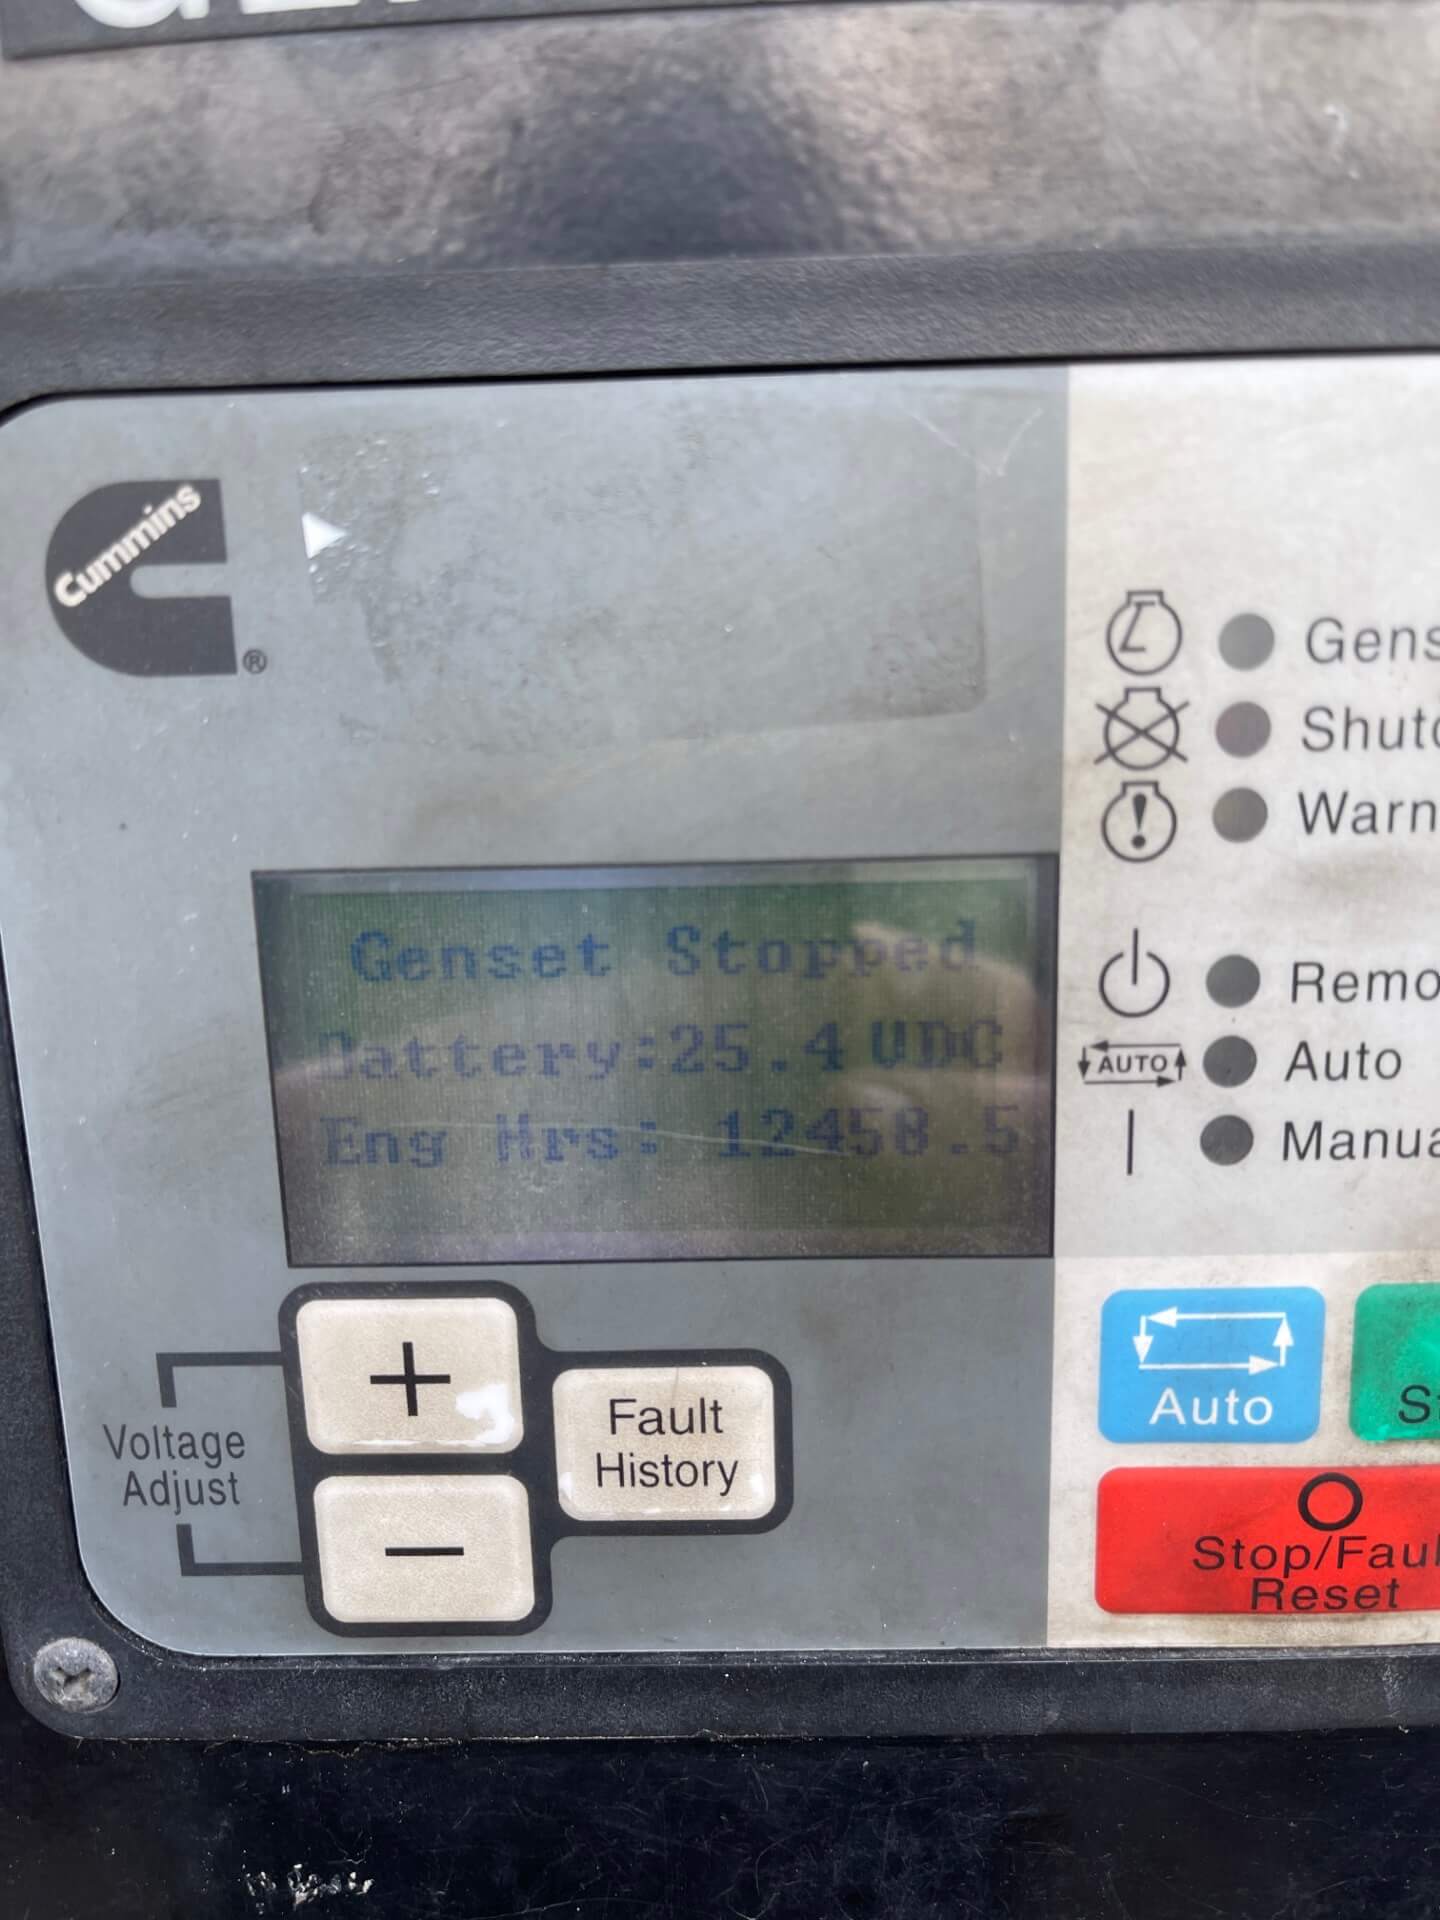 Cummins
®
Genset Stopped
Battery:25.4 VDC
Eng Hrs: 12458.5
Voltage
Adjust
+
-
Fault
History
Gens
Shutd
Warn
Remo
AUTO
Auto
Manua
Auto
St
Stop/Faul
Reset